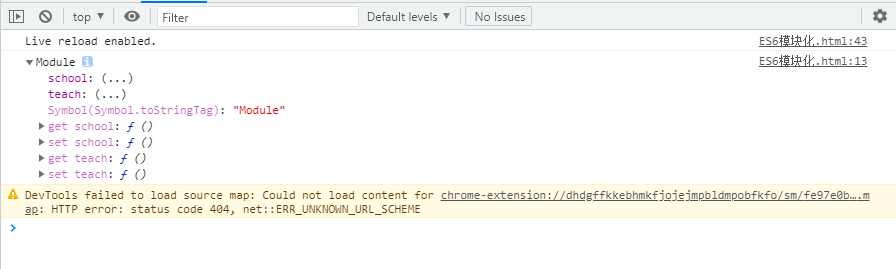 top ▾ Filter Default levels ▾ No Issues
Live reload enabled. ES6模块化.html:43
▼Module i ES6模块化.html:13
school: (...)
teach: (...)
Symbol(Symbol.toStringTag): "Module"
▶get school: ƒ ()
▶set school: ƒ ()
▶get teach: ƒ ()
▶set teach: ƒ ()
DevTools failed to load source map: Could not load content for chrome-extension://dhdgffkkebhmkfjojejmpbldmpobfkfo/sm/fe97e0b….m
ap: HTTP error: status code 404, net::ERR_UNKNOWN_URL_SCHEME